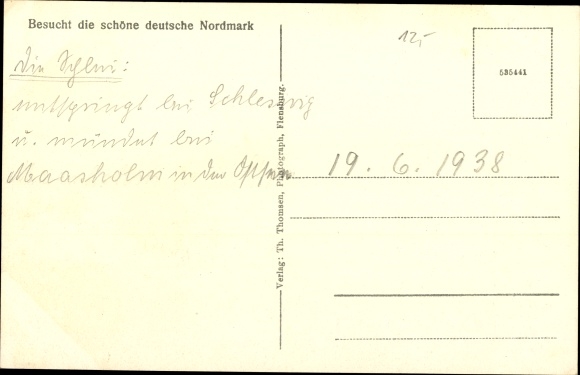 Besucht die schöne deutsche Nordmark
12,-
535441
Die Schlei:
entspringt bei Schleswig
u. mündet bei
Maasholm in der Ostsee
19. 6. 1938
Verlag: Th. Thomsen, Photograph, Flensburg.